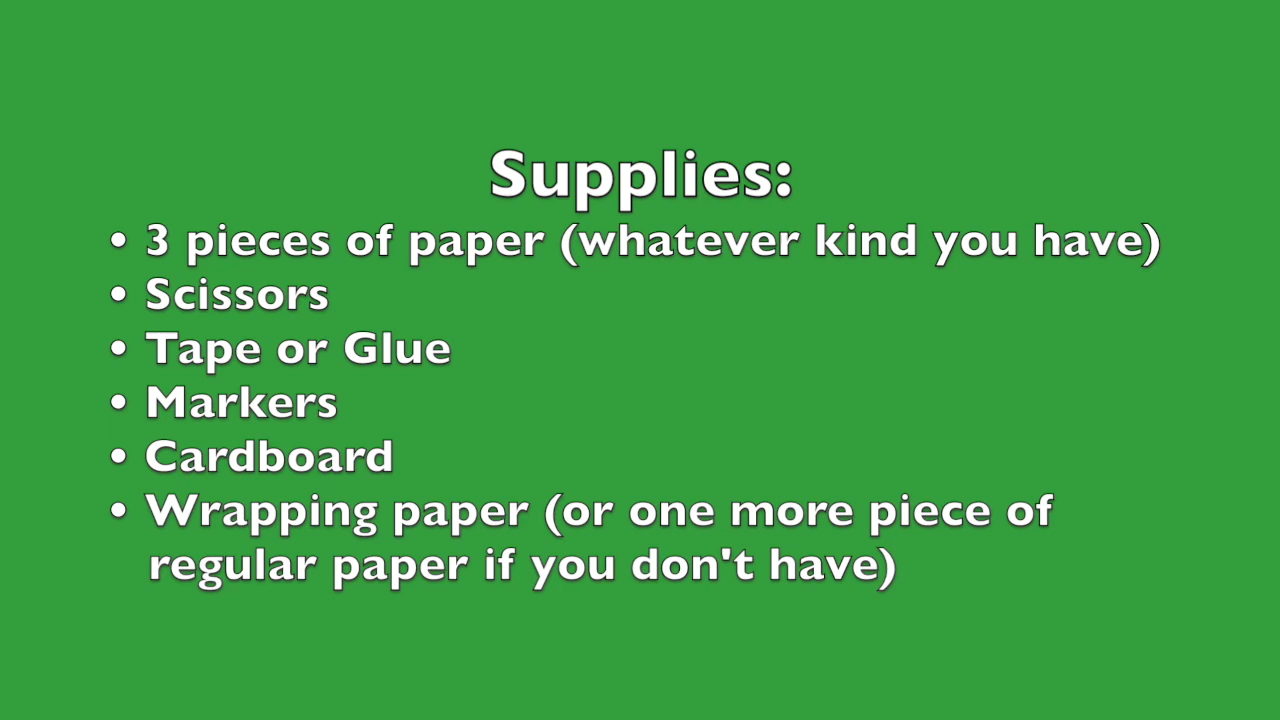 Supplies:
• 3 pieces of paper (whatever kind you have)
• Scissors
• Tape or Glue
• Markers
• Cardboard
• Wrapping paper (or one more piece of
regular paper if you don't have)